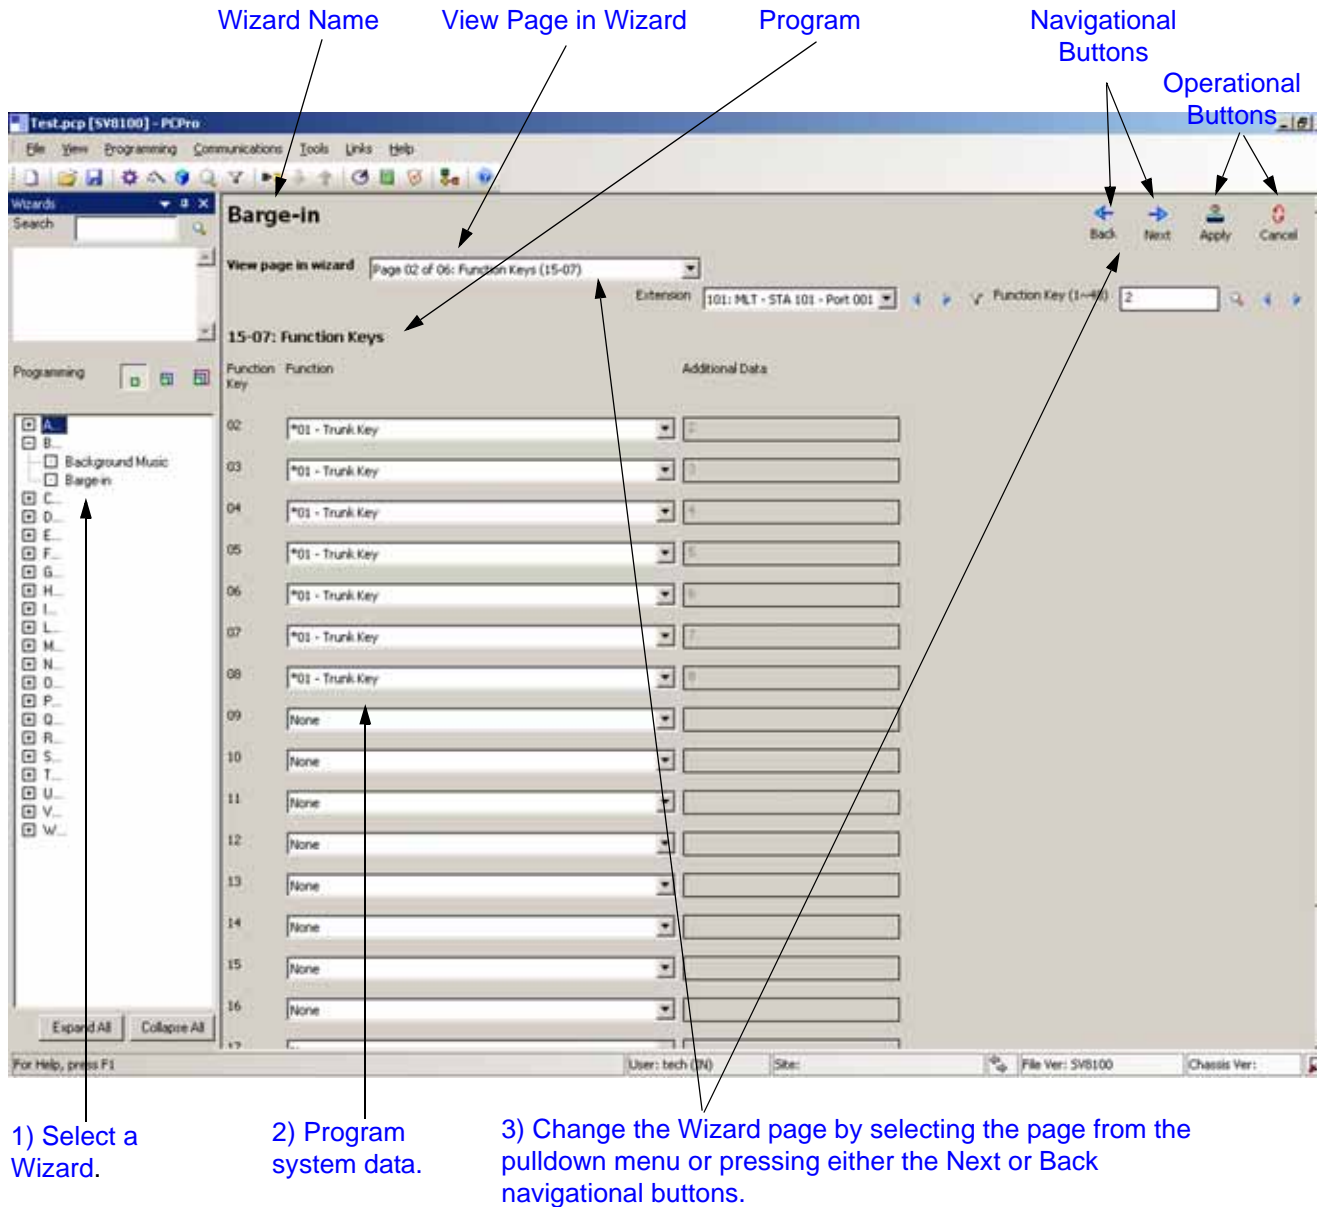 Wizard Name View Page in Wizard Program Navigational Buttons
Operational Buttons
Test.pcp [SV8100] - PCPro
File View Programming Communications Tools Links Help
Wizards
Search
Barge-in
Back Next Apply Cancel
View page in wizard Page 02 of 06: Function Keys (15-07)
Extension 101: MLT - STA 101 - Port 001 Function Key (1~48) 2
15-07: Function Keys
Programming
Function Key Function Additional Data
A...
B...
Background Music
Barge-in
C...
D...
E...
F...
G...
H...
I...
L...
M...
N...
O...
P...
Q...
R...
S...
T...
U...
V...
W...
Expand All Collapse All
02 *01 - Trunk Key 2
03 *01 - Trunk Key 3
04 *01 - Trunk Key 4
05 *01 - Trunk Key 5
06 *01 - Trunk Key 6
07 *01 - Trunk Key 7
08 *01 - Trunk Key 8
09 None
10 None
11 None
12 None
13 None
14 None
15 None
16 None
17
For Help, press F1 User: tech (IN) Site: File Ver: SV8100 Chassis Ver:
1) Select a
Wizard.
2) Program
system data.
3) Change the Wizard page by selecting the page from the
pulldown menu or pressing either the Next or Back
navigational buttons.